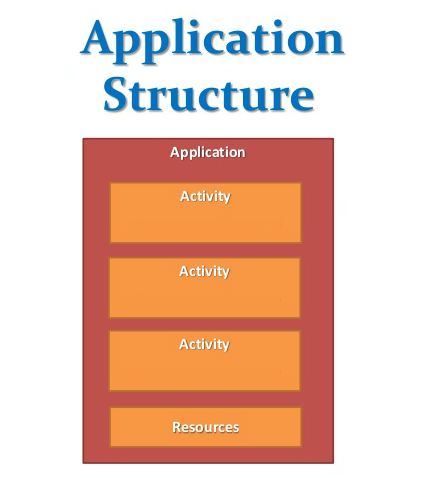 Application
Structure
Application
Activity
Activity
Activity
Resources